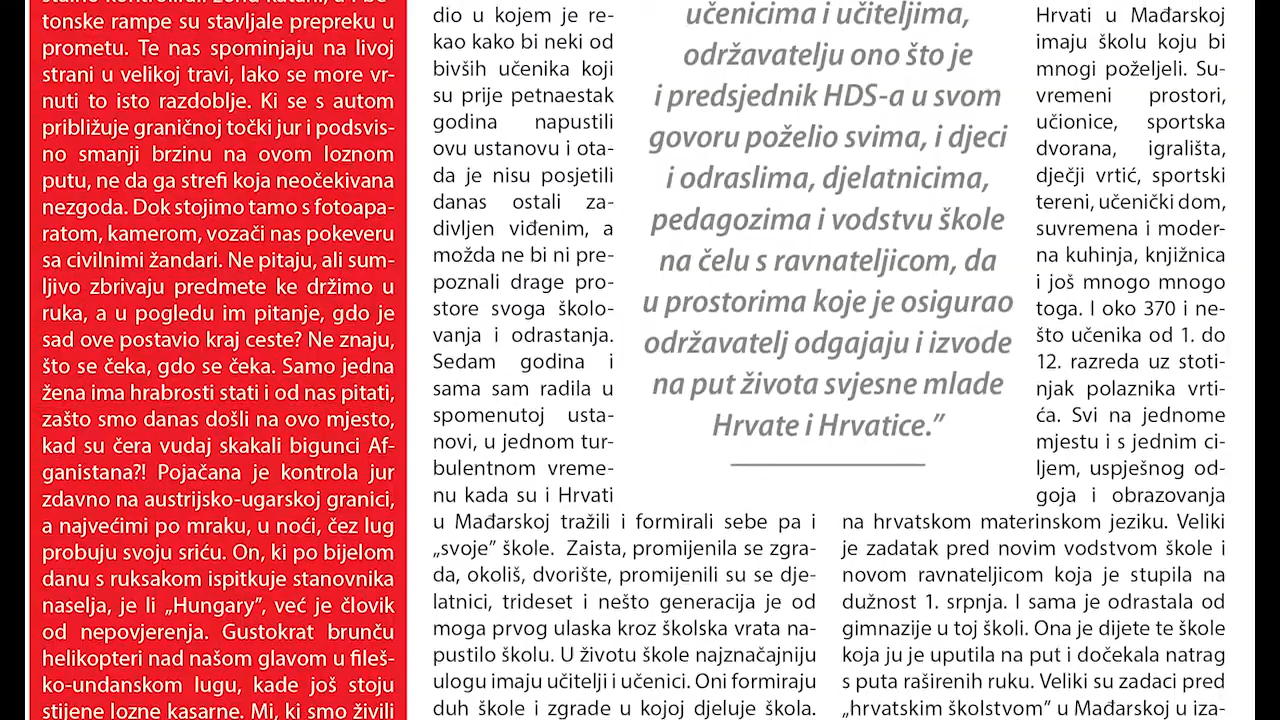 stalno kontrolirali zonu katani, a i be-
tonske rampe su stavljale prepreku u
prometu. Te nas spominjaju na livoj
strani u velikoj travi, lako se more vr-
nuti to isto razdoblje. Ki se s autom
približuje graničnoj točki jur i podsvis-
no smanji brzinu na ovom loznom
putu, ne da ga strefi koja neočekivana
nezgoda. Dok stojimo tamo s fotoapa-
ratom, kamerom, vozači nas pokeveru
sa civilnimi žandari. Ne pitaju, ali sum-
ljivo zbrivaju predmete ke držimo u
ruka, a u pogledu im pitanje, gdo je
sad ove postavio kraj ceste? Ne znaju,
što se čeka, gdo se čeka. Samo jedna
žena ima hrabrosti stati i od nas pitati,
zašto smo danas došli na ovo mjesto,
kad su čera vudaj skakali bigunci Af-
ganistana?! Pojačana je kontrola jur
zdavno na austrijsko-ugarskoj granici,
a najvećimi po mraku, u noći, čez lug
probuju svoju sriću. On, ki po bijelom
danu s ruksakom ispitkuje stanovnika
naselja, je li „Hungary”, već je človik
od nepovjerenja. Gustokrat brunču
helikopteri nad našom glavom u fileš-
ko-undanskom lugu, kade još stoju
stijene lozne kasarne. Mi, ki smo živili
dio u kojem je re-
kao kako bi neki od
bivših učenika koji
su prije petnaestak
godina napustili
ovu ustanovu i ota-
da je nisu posjetili
danas ostali za-
divljen viđenim, a
možda ne bi ni pre-
poznali drage pro-
store svoga školo-
vanja i odrastanja.
Sedam godina i
sama sam radila u
spomenutoj usta-
novi, u jednom tur-
bulentnom vreme-
nu kada su i Hrvati
u Mađarskoj tražili i formirali sebe pa i
„svoje” škole. Zaista, promijenila se zgra-
da, okoliš, dvorište, promijenili su se dje-
latnici, trideset i nešto generacija je od
moga prvog ulaska kroz školska vrata na-
pustilo školu. U životu škole najznačajniju
ulogu imaju učitelji i učenici. Oni formiraju
duh škole i zgrade u kojoj djeluje škola.
učenicima i učiteljima,
održavatelju ono što je
i predsjednik HDS-a u svom
govoru poželio svima, i djeci
i odraslima, djelatnicima,
pedagozima i vodstvu škole
na čelu s ravnateljicom, da
u prostorima koje je osigurao
održavatelj odgajaju i izvode
na put života svjesne mlade
Hrvate i Hrvatice.”
Hrvati u Mađarskoj
imaju školu koju bi
mnogi poželjeli. Su-
vremeni prostori,
učionice, sportska
dvorana, igrališta,
dječji vrtić, sportski
tereni, učenički dom,
suvremena i moder-
na kuhinja, knjižnica
i još mnogo mnogo
toga. I oko 370 i ne-
što učenika od 1. do
12. razreda uz stoti-
njak polaznika vrti-
ća. Svi na jednome
mjestu i s jednim ci-
ljem, uspješnog od-
goja i obrazovanja
na hrvatskom materinskom jeziku. Veliki
je zadatak pred novim vodstvom škole i
novom ravnateljicom koja je stupila na
dužnost 1. srpnja. I sama je odrastala od
gimnazije u toj školi. Ona je dijete te škole
koja ju je uputila na put i dočekala natrag
s puta raširenih ruku. Veliki su zadaci pred
„hrvatskim školstvom” u Mađarskoj u iza-